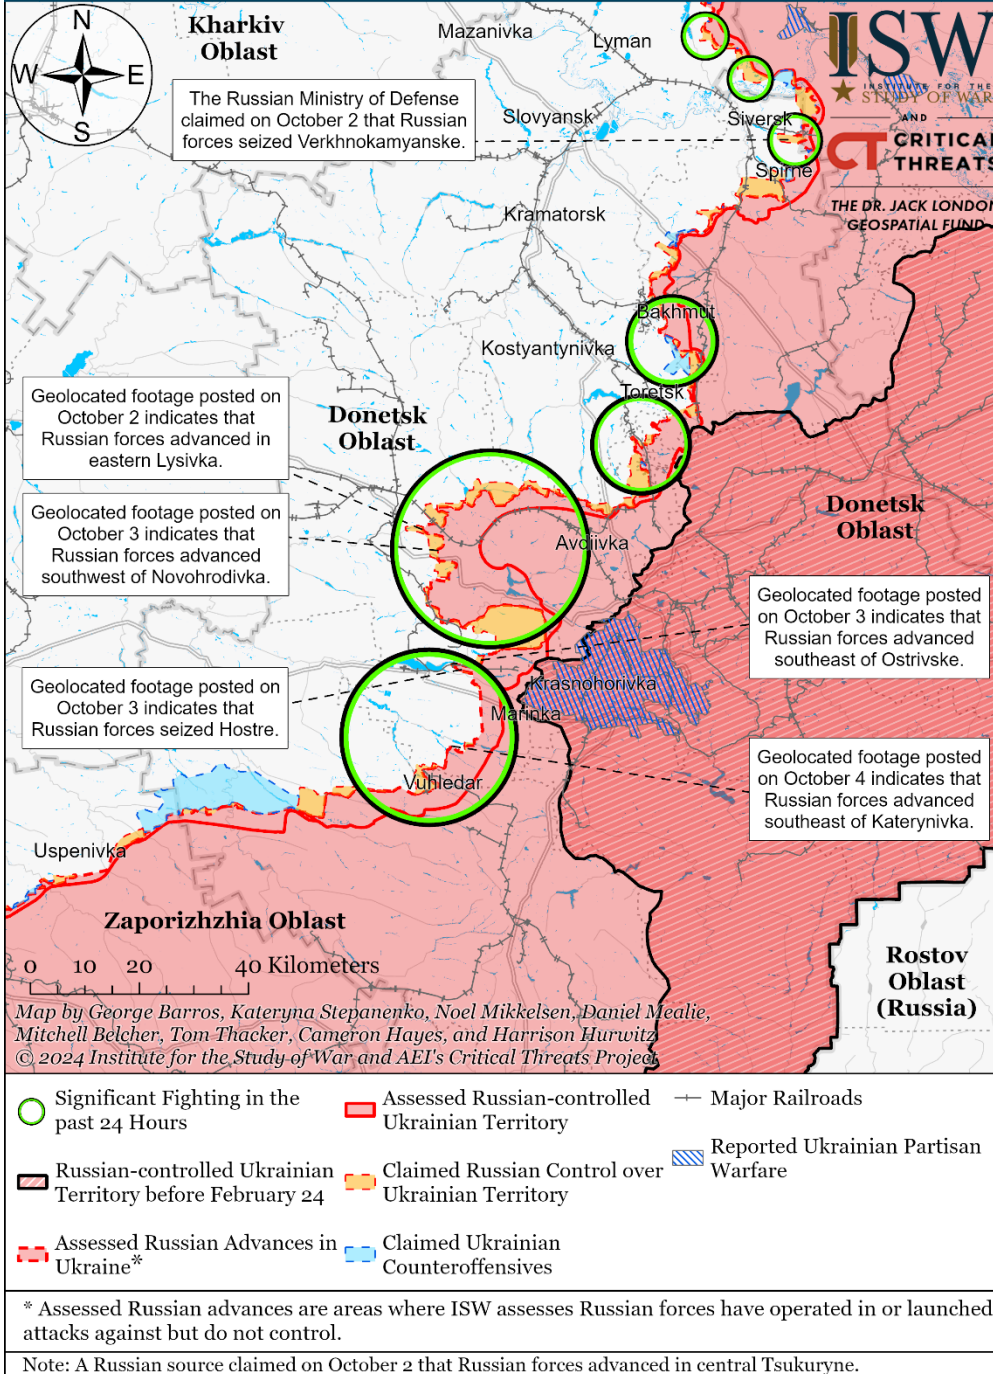 N
W
E
S
Kharkiv
Oblast
Mazanivka
Lyman
ISW
INSTITUTE FOR THE
STUDY OF WAR
AND
CT CRITICAL
THREATS
THE DR. JACK LONDON
GEOSPATIAL FUND
The Russian Ministry of Defense
claimed on October 2 that Russian
forces seized Verkhnokamyanske.
Slovyansk
Siversk
Spirne
Kramatorsk
Bakhmut
Kostyantynivka
Toretsk
Geolocated footage posted on
October 2 indicates that
Russian forces advanced in
eastern Lysivka.
Donetsk
Oblast
Geolocated footage posted on
October 3 indicates that
Russian forces advanced
southwest of Novohrodivka.
Avdiivka
Donetsk
Oblast
Geolocated footage posted
on October 3 indicates that
Russian forces advanced
southeast of Ostrivske.
Geolocated footage posted on
October 3 indicates that
Russian forces seized Hostre.
Krasnohorivka
Marinka
Vuhledar
Geolocated footage posted
on October 4 indicates that
Russian forces advanced
southeast of Katerynivka.
Uspenivka
Zaporizhzhia Oblast
Rostov
Oblast
(Russia)
0 10 20 40 Kilometers
Map by George Barros, Kateryna Stepanenko, Noel Mikkelsen, Daniel Mealie,
Mitchell Belcher, Tom Thacker, Cameron Hayes, and Harrison Hurwitz
© 2024 Institute for the Study of War and AEI's Critical Threats Project
Significant Fighting in the
past 24 Hours
Russian-controlled Ukrainian
Territory before February 24
Assessed Russian Advances in
Ukraine*
Assessed Russian-controlled
Ukrainian Territory
Claimed Russian Control over
Ukrainian Territory
Claimed Ukrainian
Counteroffensives
Major Railroads
Reported Ukrainian Partisan
Warfare
* Assessed Russian advances are areas where ISW assesses Russian forces have operated in or launched
attacks against but do not control.
Note: A Russian source claimed on October 2 that Russian forces advanced in central Tsukuryne.